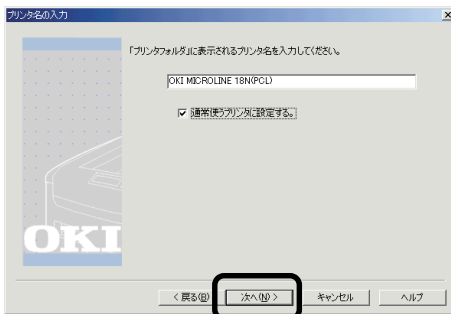 プリンタ名の入力
「プリンタフォルダ」に表示されるプリンタ名を入力してください。
OKI MICROLINE 18N(PCL)
通常使うプリンタに設定する。
OKI
< 戻る(B)
次へ(N) >
キャンセル
ヘルプ